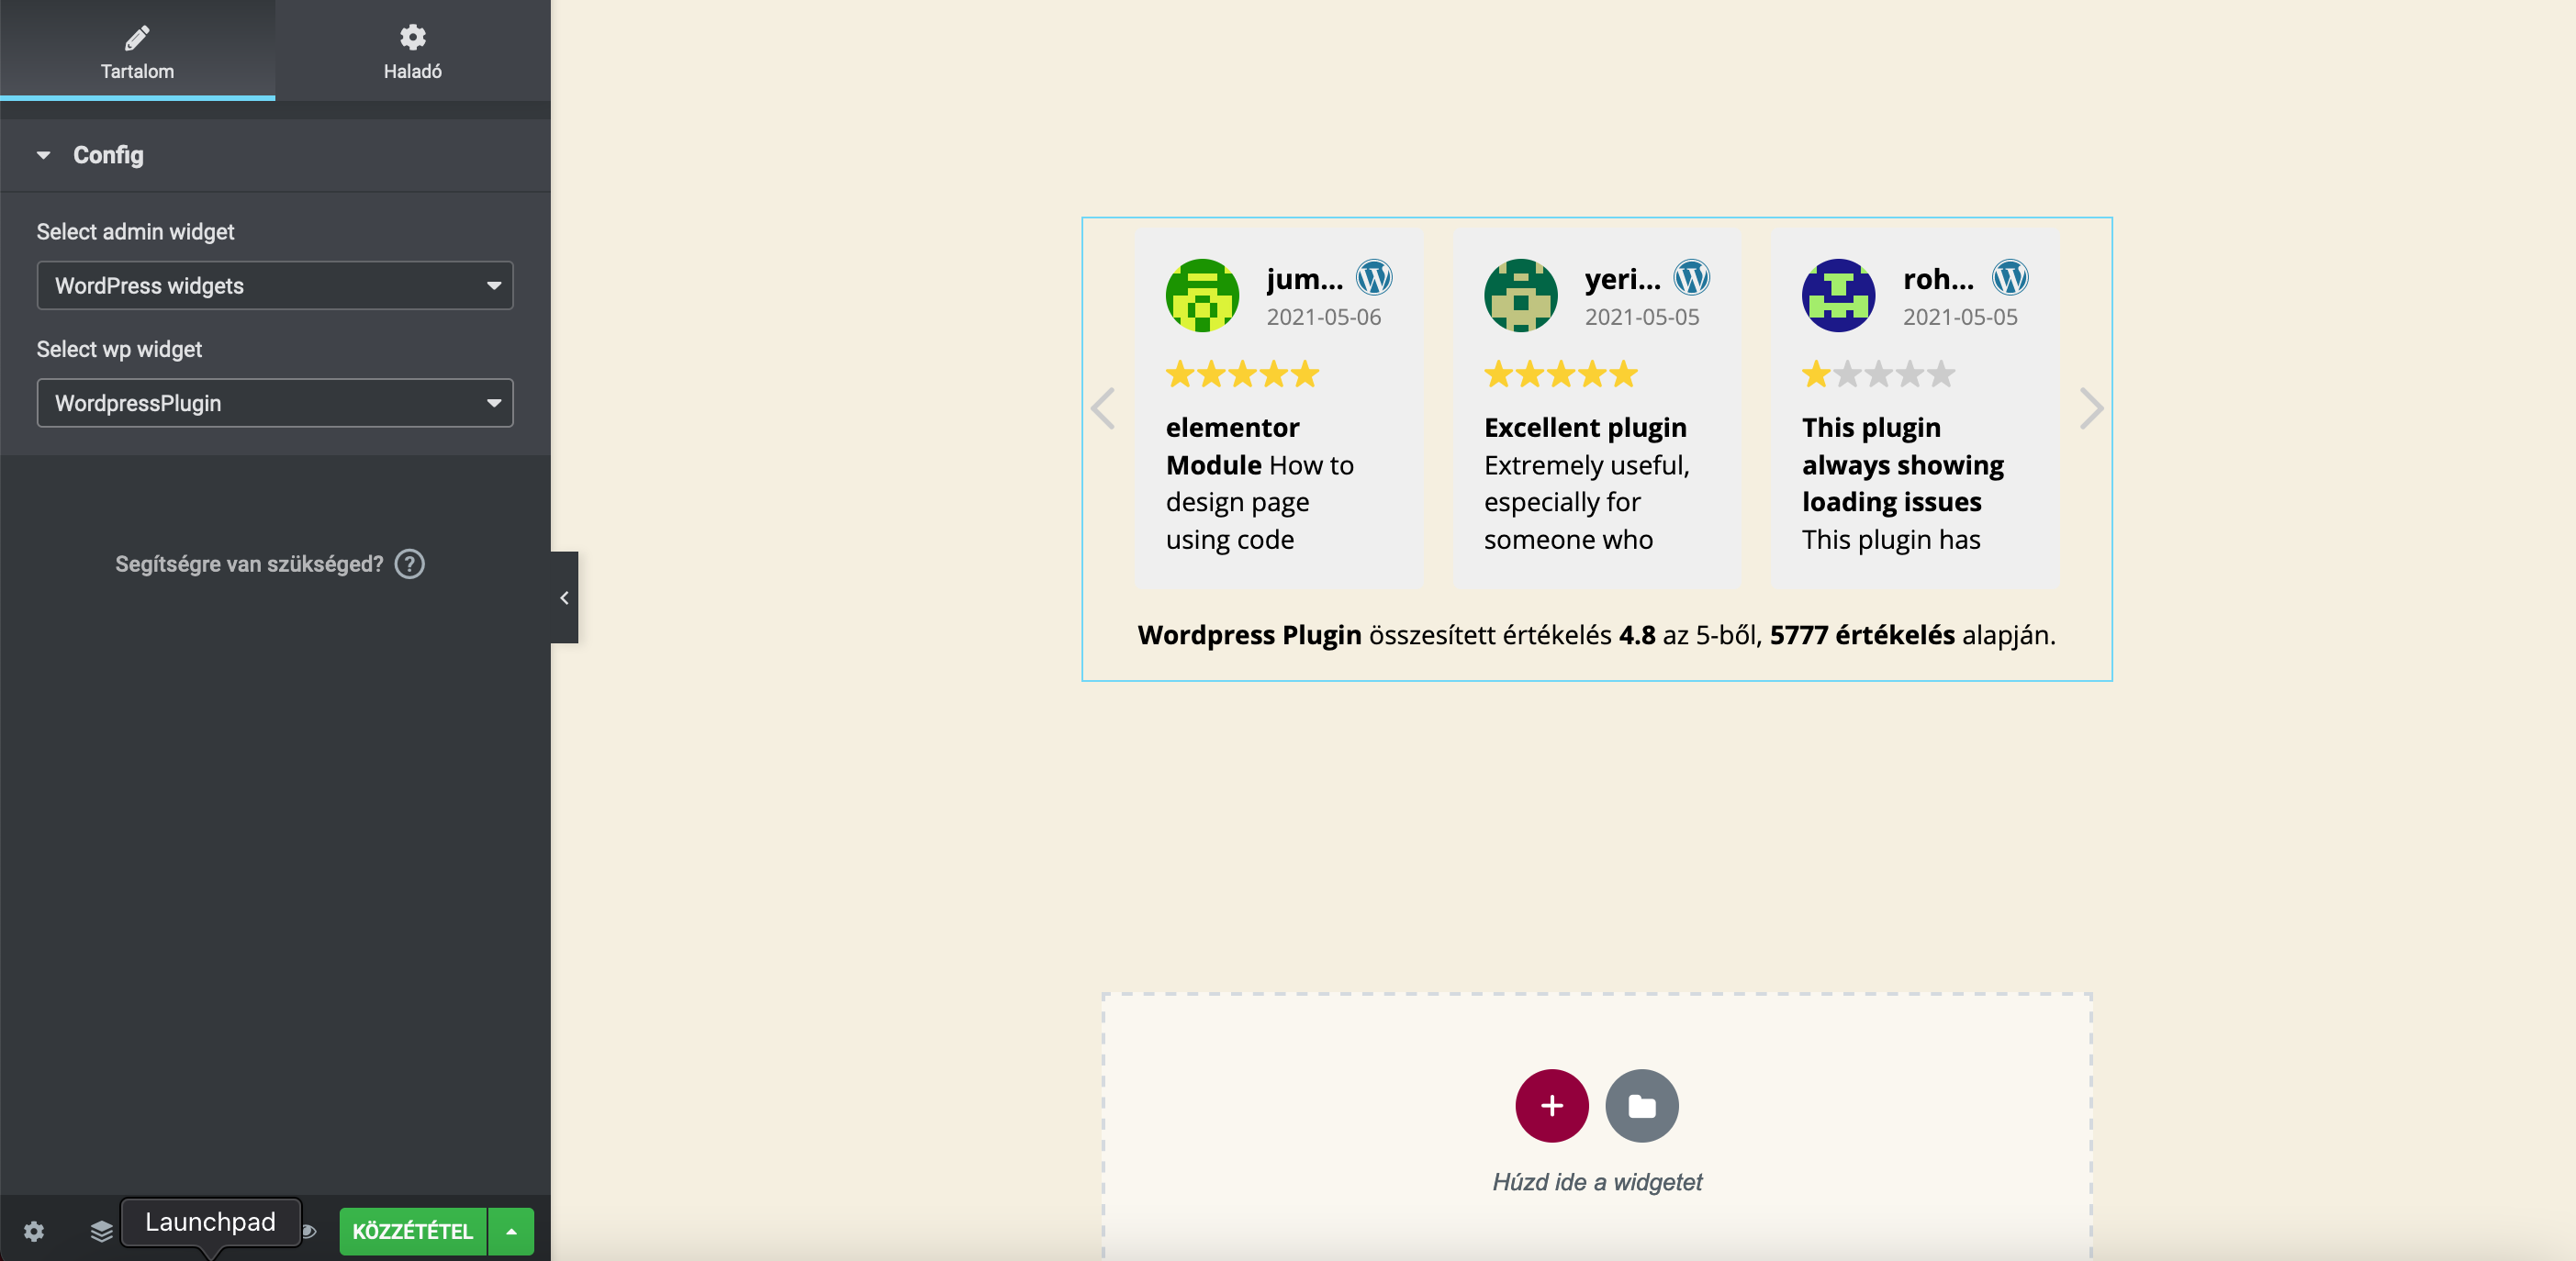 Tartalom
Haladó
Config
Select admin widget
WordPress widgets
Select wp widget
WordpressPlugin
Segítségre van szükséged? ?
Launchpad
KÖZZÉTÉTEL
jum...
2021-05-06
elementor
Module How to
design page
using code
yeri...
2021-05-05
Excellent plugin
Extremely useful,
especially for
someone who
roh...
2021-05-05
This plugin
always showing
loading issues
This plugin has
Wordpress Plugin összesített értékelés 4.8 az 5-ből, 5777 értékelés alapján.
Húzd ide a widgetet